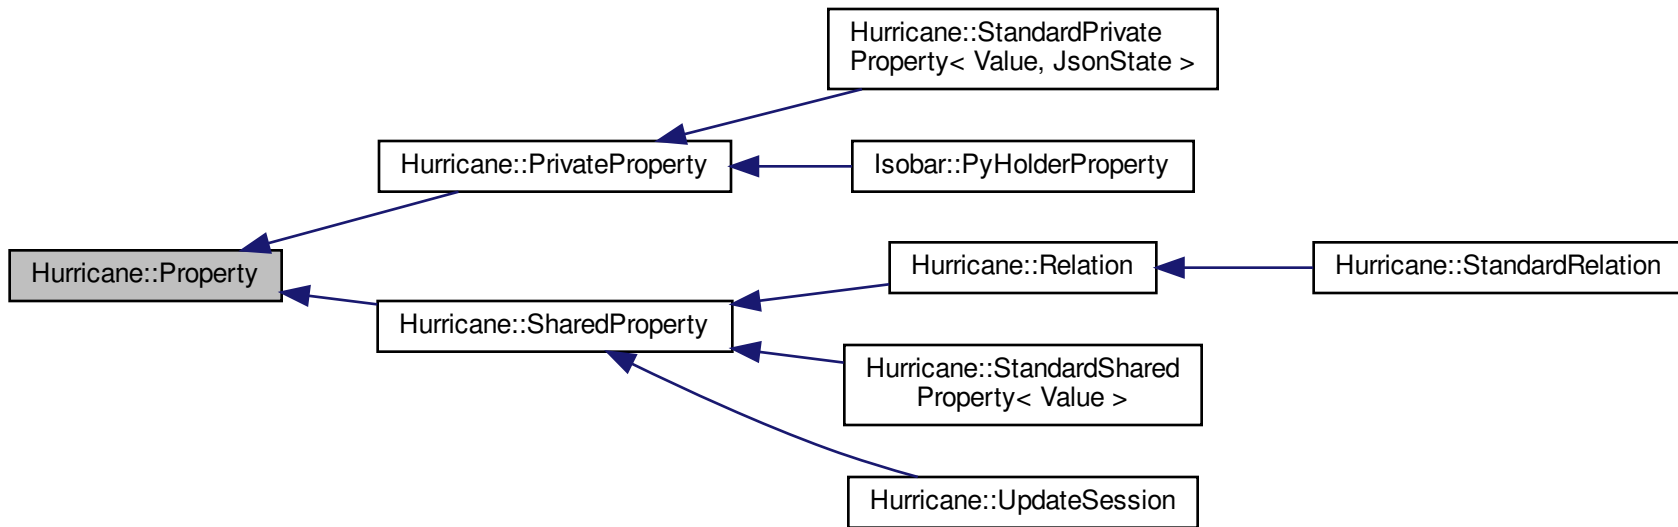 Hurricane::StandardPrivate
Property< Value, JsonState >
Hurricane::PrivateProperty
Isobar::PyHolderProperty
Hurricane::Property
Hurricane::Relation
Hurricane::StandardRelation
Hurricane::SharedProperty
Hurricane::StandardShared
Property< Value >
Hurricane::UpdateSession